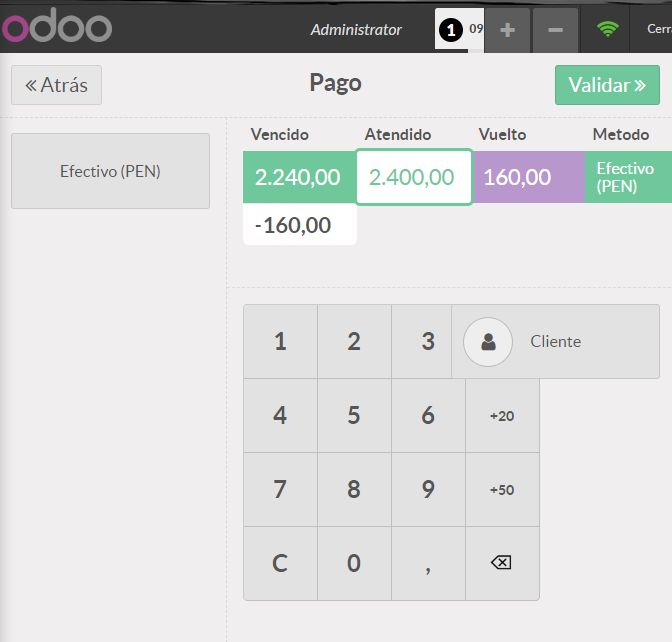 odoo
Administrator
1 09
Cerra
« Atrás
Pago
Validar »
Efectivo (PEN)
Vencido Atendido Vuelto Metodo
2.240,00 2.400,00 160,00 Efectivo (PEN)
-160,00
1 2 3 Cliente
4 5 6 +20
7 8 9 +50
C 0 ,